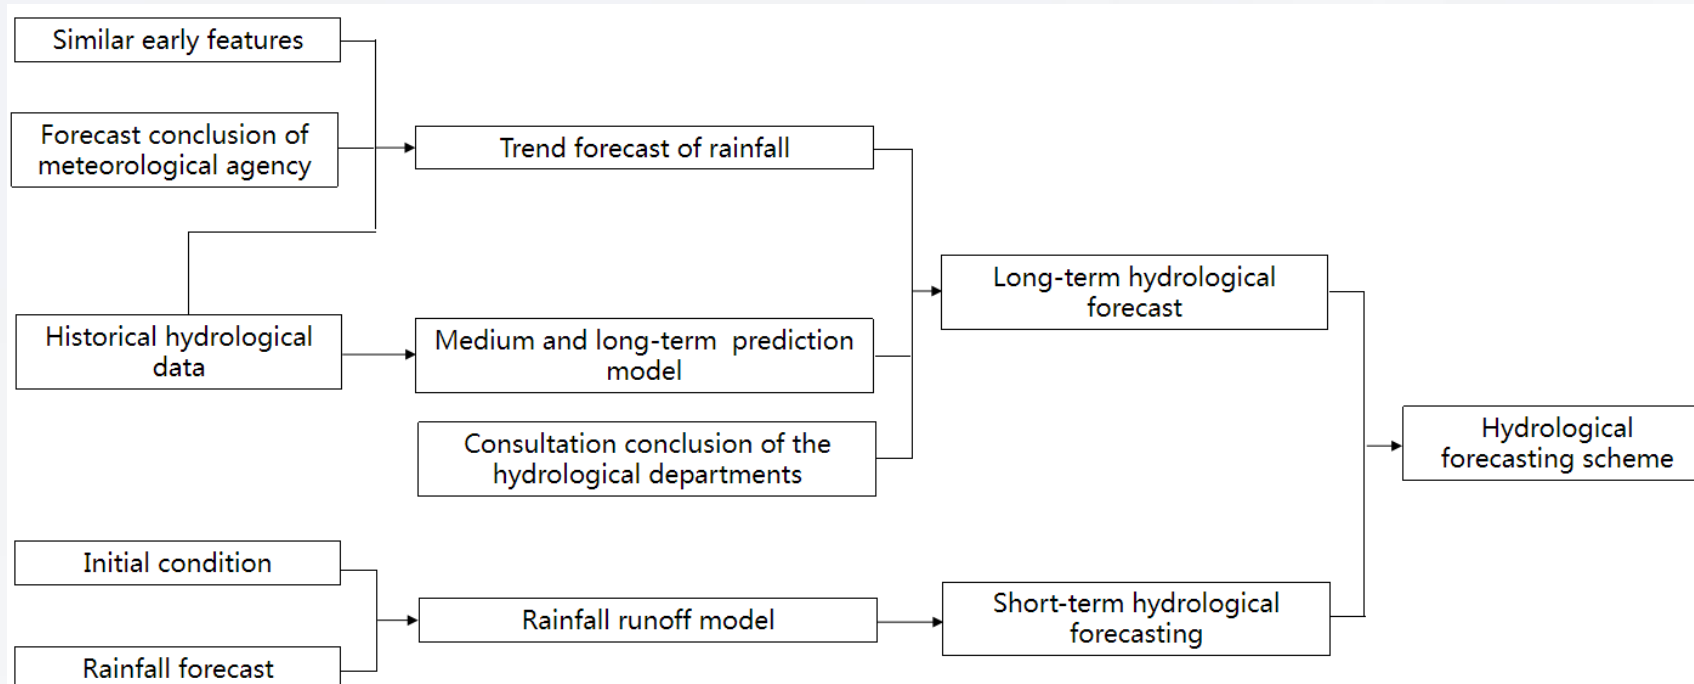 Similar early features
Forecast conclusion of
meteorological agency
Trend forecast of rainfall
Long-term hydrological
forecast
Historical hydrological
data
Medium and long-term prediction
model
Hydrological
forecasting scheme
Consultation conclusion of the
hydrological departments
Initial condition
Rainfall runoff model
Short-term hydrological
forecasting
Rainfall forecast